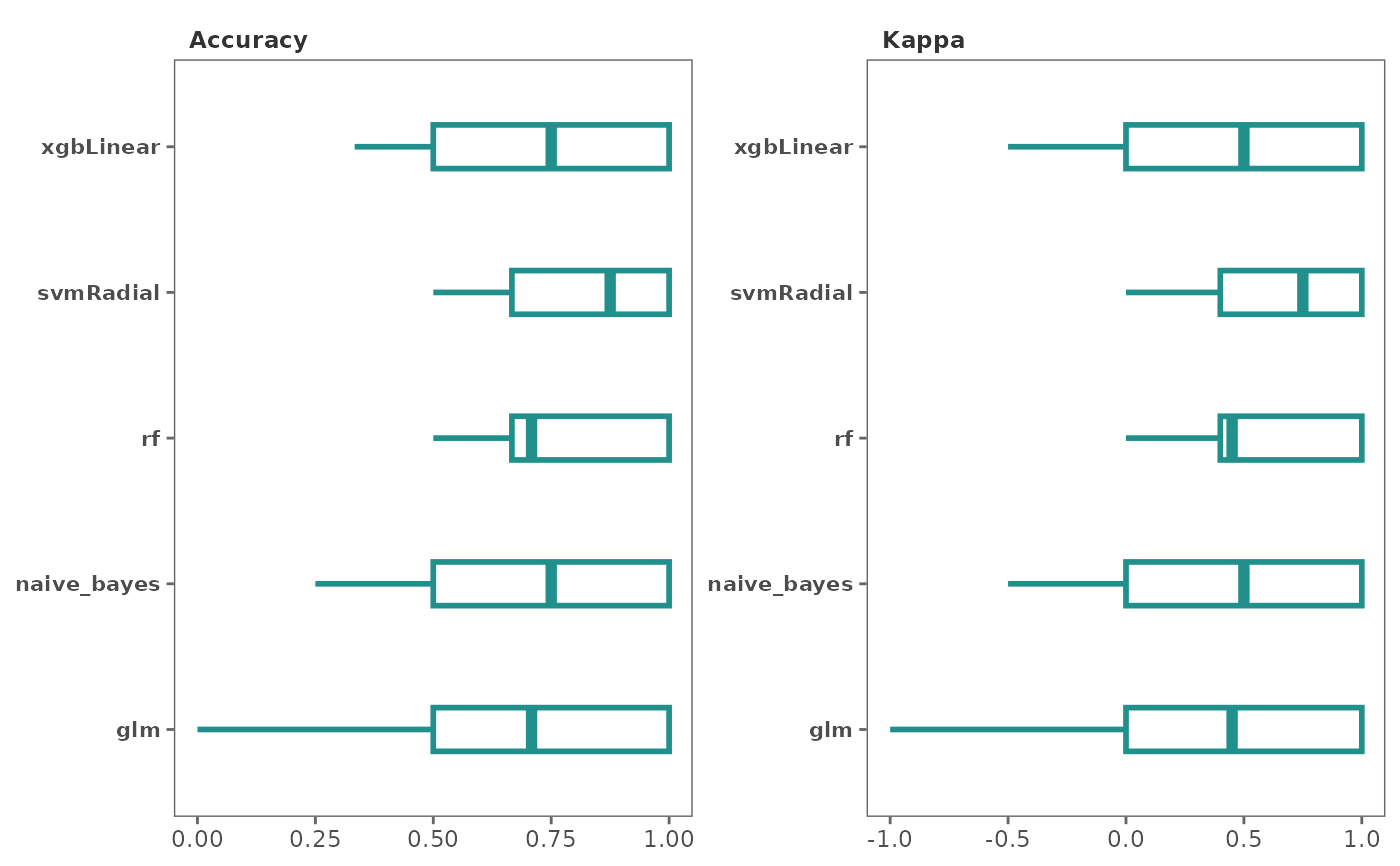 Accuracy
xgbLinear
svmRadial
rf
naive_bayes
glm
0.00 0.25 0.50 0.75 1.00
Kappa
xgbLinear
svmRadial
rf
naive_bayes
glm
-1.0 -0.5 0.0 0.5 1.0